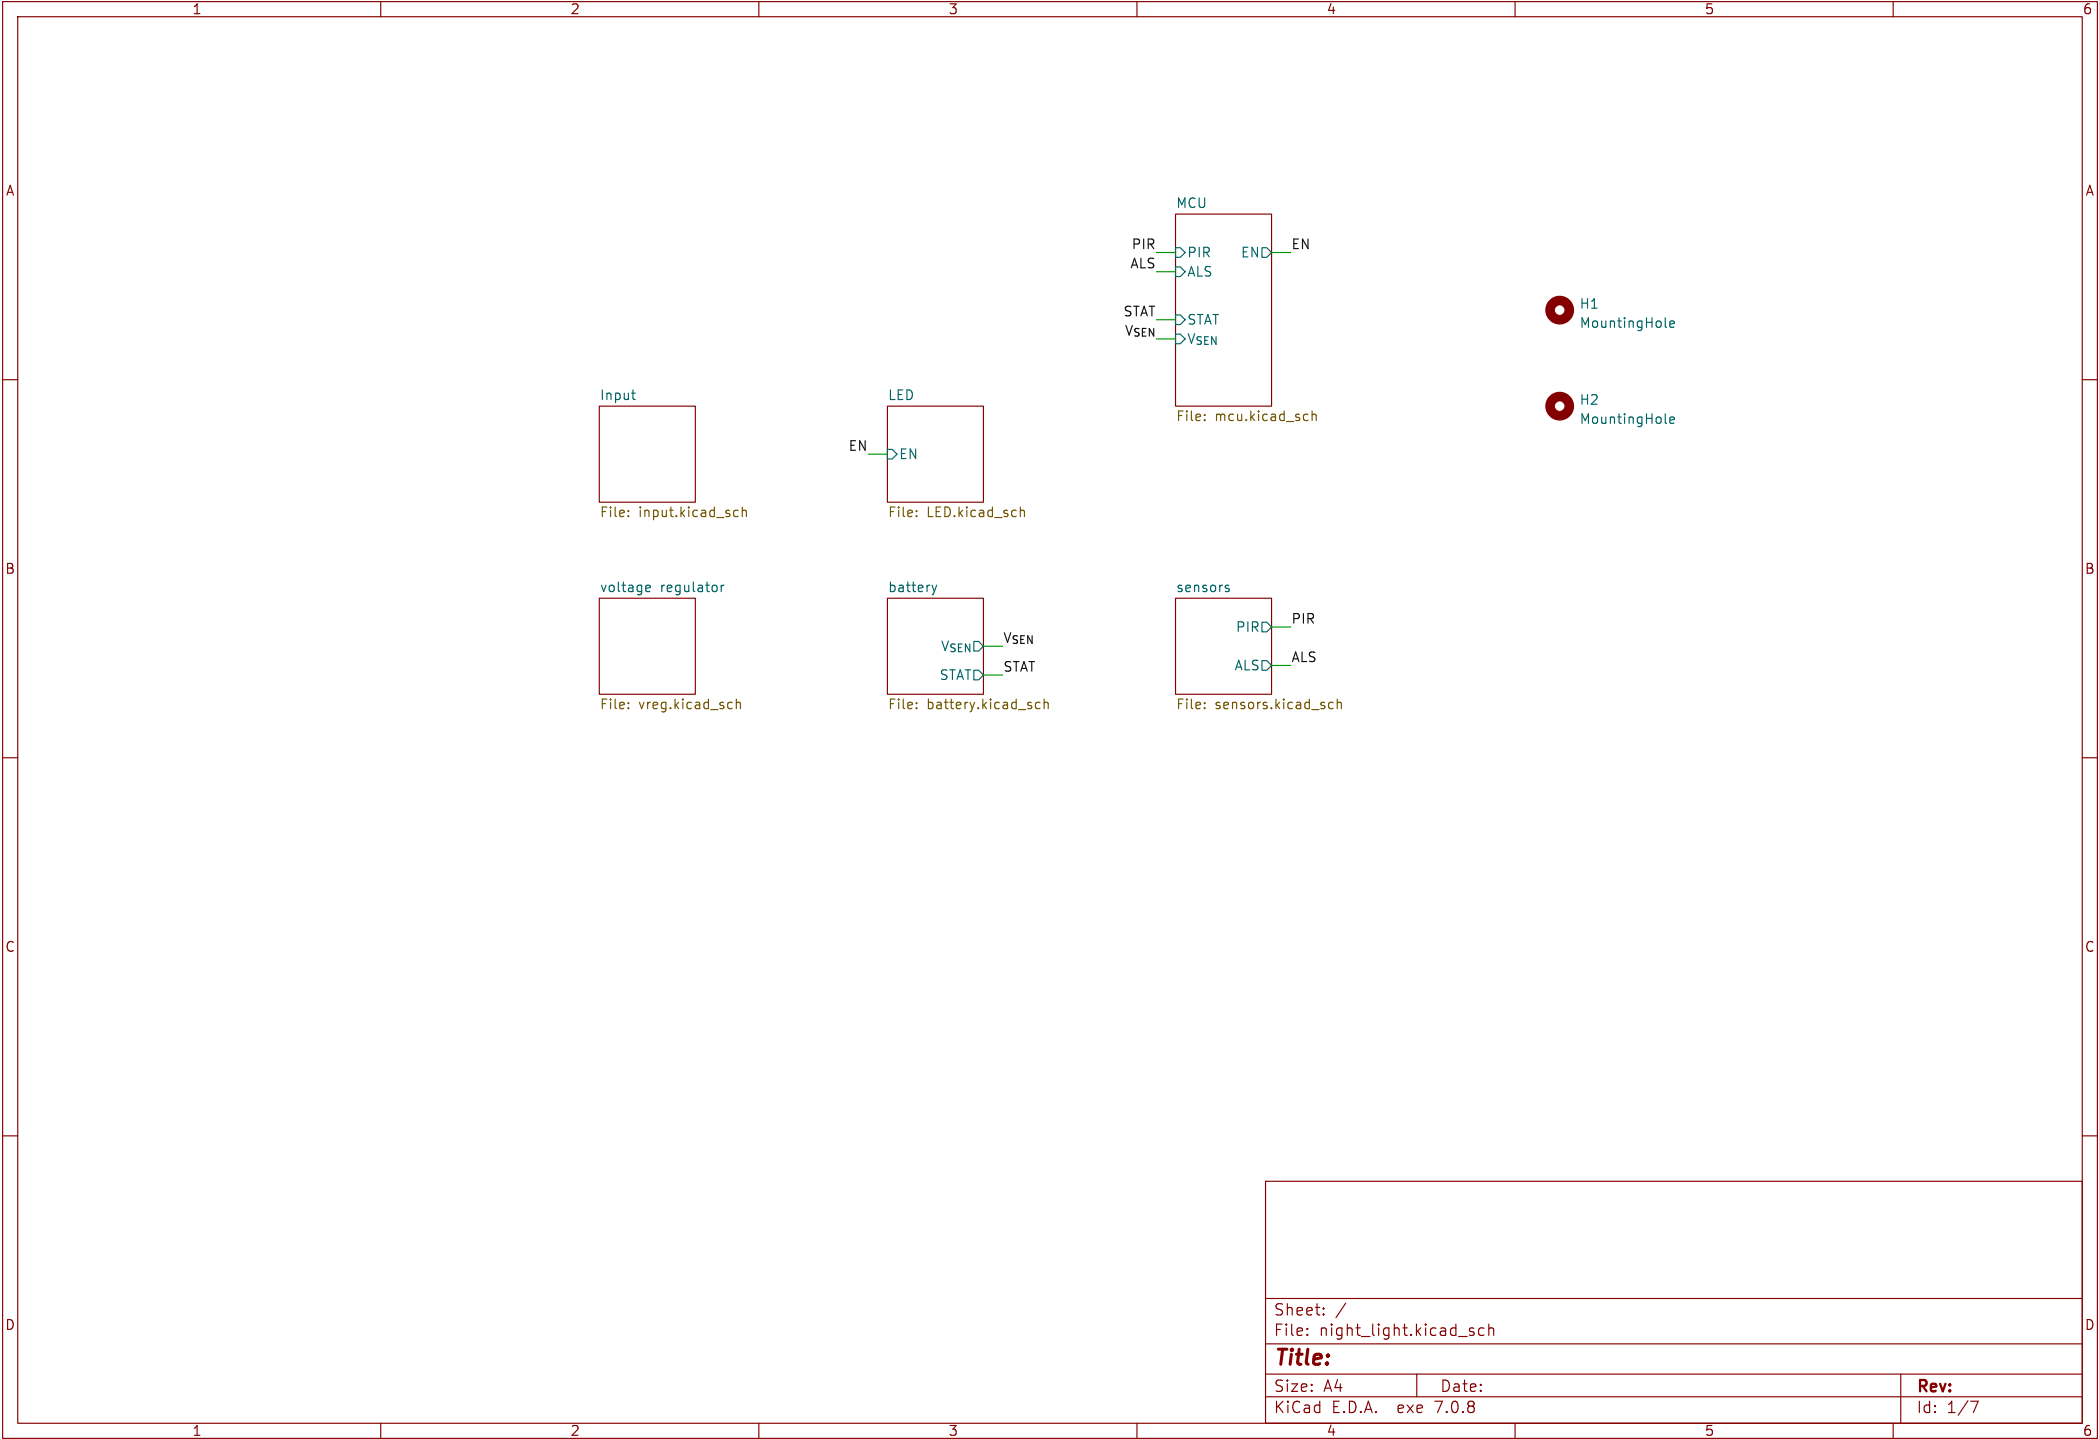 1 2 3 4 5 6
A A
MCU
PIR PIR EN EN
ALS ALS
STAT STAT
VSEN VSEN
File: mcu.kicad_sch
H1
MountingHole
H2
MountingHole
Input
File: input.kicad_sch
LED
EN EN
File: LED.kicad_sch
B B
voltage regulator
File: vreg.kicad_sch
battery
VSEN VSEN
STAT STAT
File: battery.kicad_sch
sensors
PIR PIR
ALS ALS
File: sensors.kicad_sch
C C
D D
Sheet: /
File: night_light.kicad_sch
Title:
Size: A4 Date: Rev:
KiCad E.D.A. exe 7.0.8 Id: 1/7
1 2 3 4 5 6